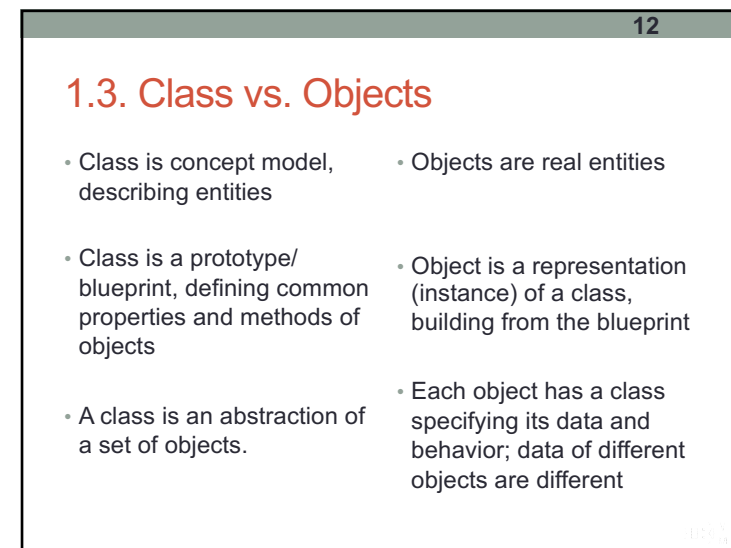 12
1.3. Class vs. Objects
• Class is concept model,
describing entities
• Class is a prototype/
blueprint, defining common
properties and methods of
objects
• A class is an abstraction of
a set of objects.
• Objects are real entities
• Object is a representation
(instance) of a class,
building from the blueprint
• Each object has a class
specifying its data and
behavior; data of different
objects are different